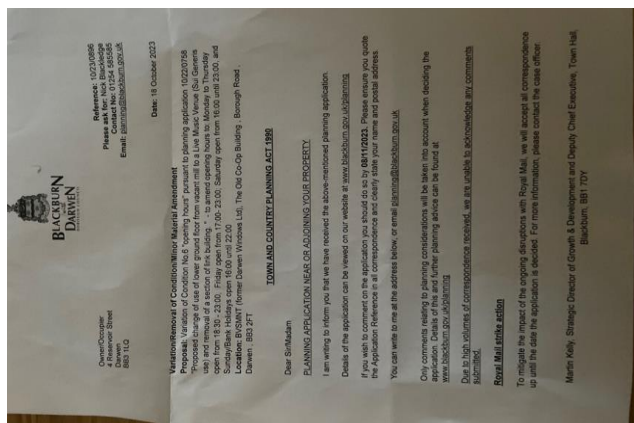 BLACKBURN
with
DARWEN
Reference: 10/23/0896
Please ask for: Nick Blackledge
Contact No: 01254 585585
Email: planning@blackburn.gov.uk
Date: 18 October 2023
Owner/Occupier
4 Reservoir Street
Darwen
BB3 1LQ
Variation/Removal of Condition/Minor Material Amendment
Proposal: Variation of Condition No.6 "opening hours" pursuant to planning application 10/22/0758
"Proposed change of use of lower ground floor from vacant mill to a Live Music Venue (Sui Generis
use) and removal of a section of link building. " - to amend opening hours to: Monday to Thursday
open from 18:30 - 23:00, Friday open from 17:00- 23:00, Saturday open from 16:00 until 23:00, and
Sunday/Bank Holidays open 16:00 until 22:00
Location: BVSMNT (former Darwen Windows Ltd), The Old Co-Op Building , Borough Road ,
Darwen, BB3 2FT
TOWN AND COUNTRY PLANNING ACT 1990
Dear Sir/Madam
PLANNING APPLICATION NEAR OR ADJOINING YOUR PROPERTY
I am writing to inform you that we have received the above-mentioned planning application.
Details of the application can be viewed on our website at www.blackburn.gov.uk/planning
If you wish to comment on the application you should do so by 08/11/2023. Please ensure you quote
the Application Reference in all correspondence and clearly state your name and postal address.
You can write to me at the address below, or email planning@blackburn.gov.uk
Only comments relating to planning considerations will be taken into account when deciding the
application. Details of this and further planning advice can be found at
www.blackburn.gov.uk/planning
Due to high volumes of correspondence received, we are unable to acknowledge any comments
submitted.
Royal Mail strike action
To mitigate the impact of the ongoing disruptions with Royal Mail, we will accept all correspondence
up until the date the application is decided. For more information, please contact the case officer.
Martin Kelly, Strategic Director of Growth & Development and Deputy Chief Executive, Town Hall,
Blackburn, BB1 7DY